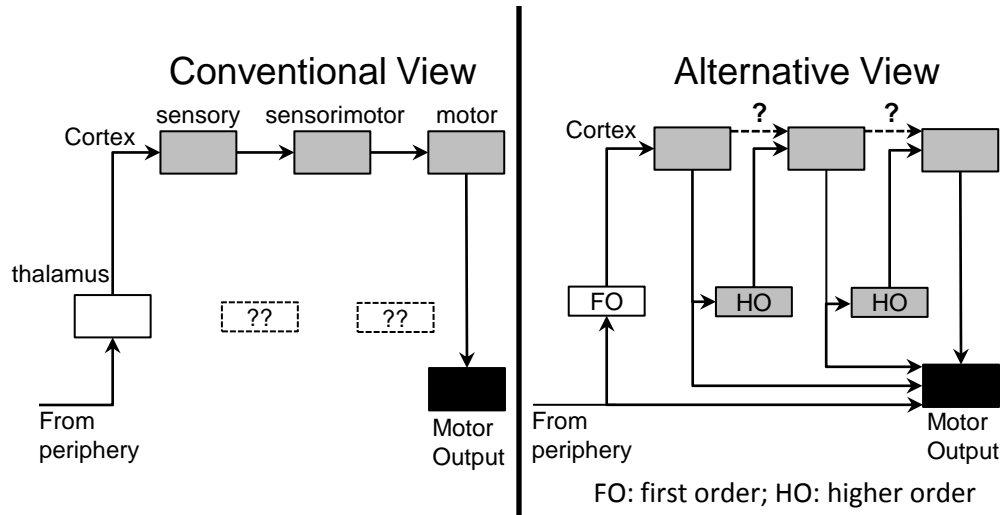 Conventional View
sensory sensorimotor motor
Cortex
thalamus
?? ??
From
periphery
Motor
Output
Alternative View
? ?
Cortex
FO HO HO
From
periphery
Motor
Output
FO: first order; HO: higher order